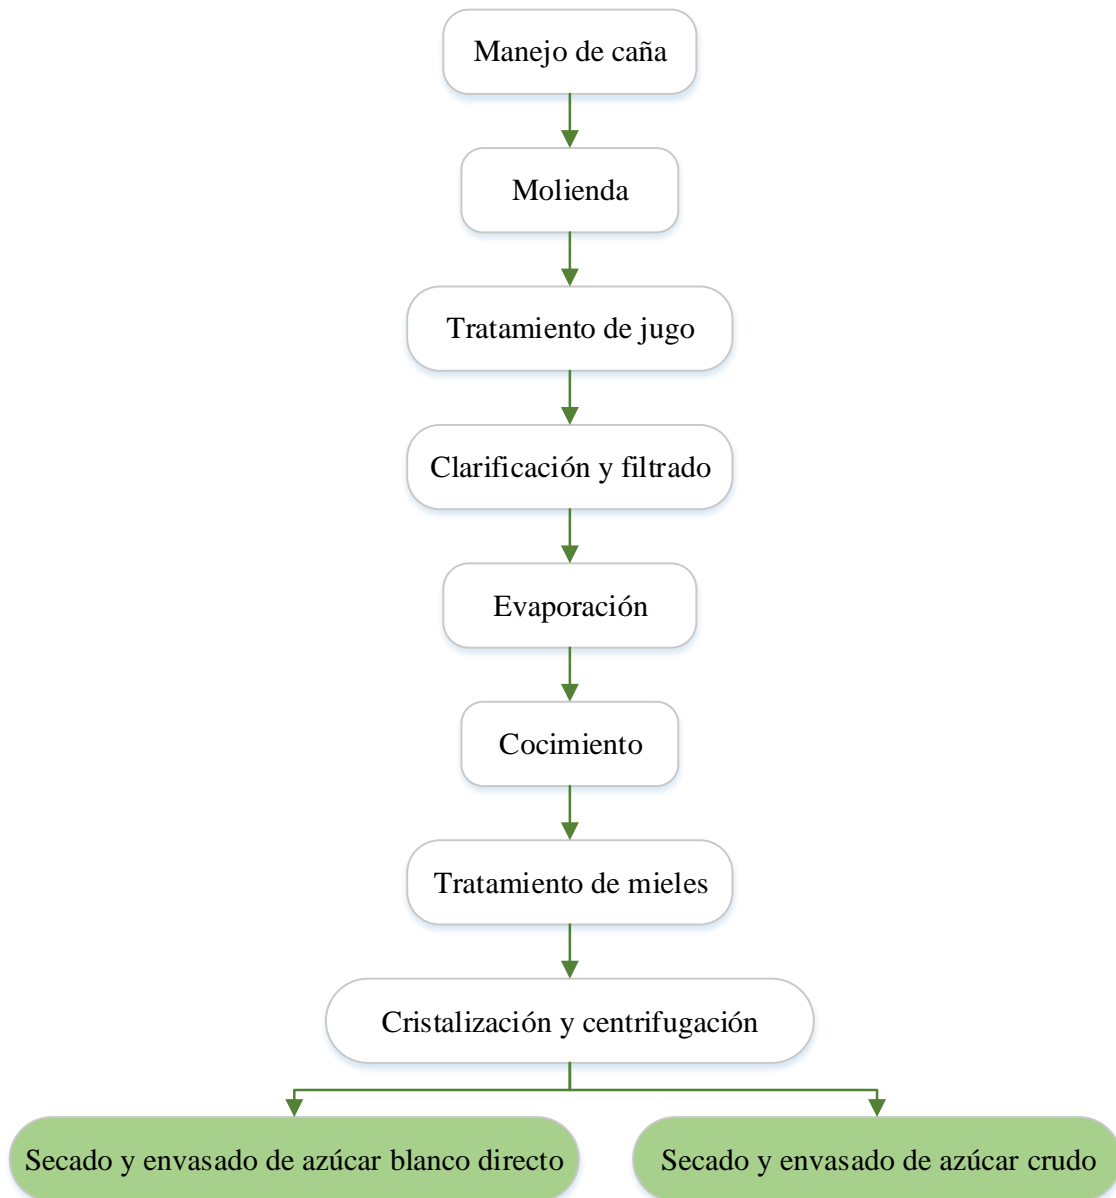 Manejo de caña
Molienda
Tratamiento de jugo
Clarificación y filtrado
Evaporación
Cocimiento
Tratamiento de mieles
Cristalización y centrifugación
Secado y envasado de azúcar blanco directo
Secado y envasado de azúcar crudo